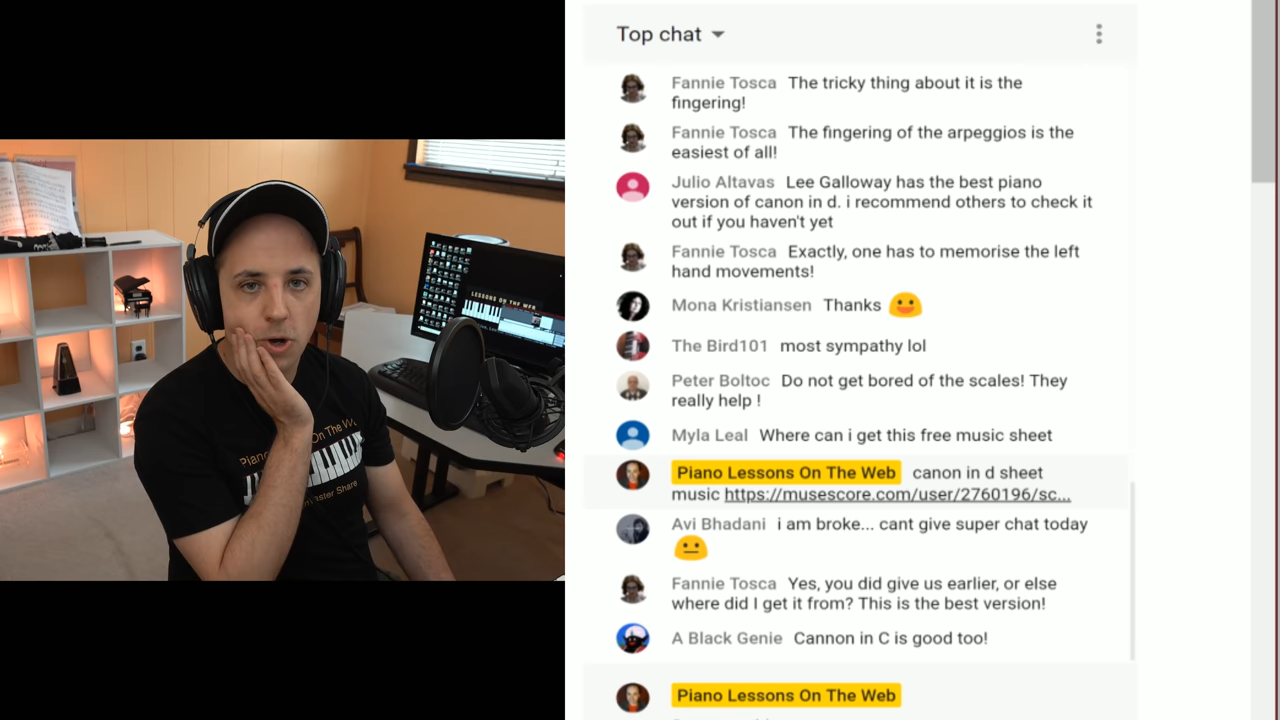 Top chat
Fannie Tosca The tricky thing about it is the
fingering!
Fannie Tosca The fingering of the arpeggios is the
easiest of all!
Julio Altavas Lee Galloway has the best piano
version of canon in d. i recommend others to check it
out if you haven't yet
Fannie Tosca Exactly, one has to memorise the left
hand movements!
Mona Kristiansen Thanks
The Bird101 most sympathy lol
Peter Boltoc Do not get bored of the scales! They
really help !
Myla Leal Where can i get this free music sheet
Piano Lessons On The Web canon in d sheet
music https://musescore.com/user/2760196/sc...
Avi Bhadani i am broke... cant give super chat today
Fannie Tosca Yes, you did give us earlier, or else
where did I get it from? This is the best version!
A Black Genie Cannon in C is good too!
Piano Lessons On The Web
LESSONS ON THE WEB
On The
Share